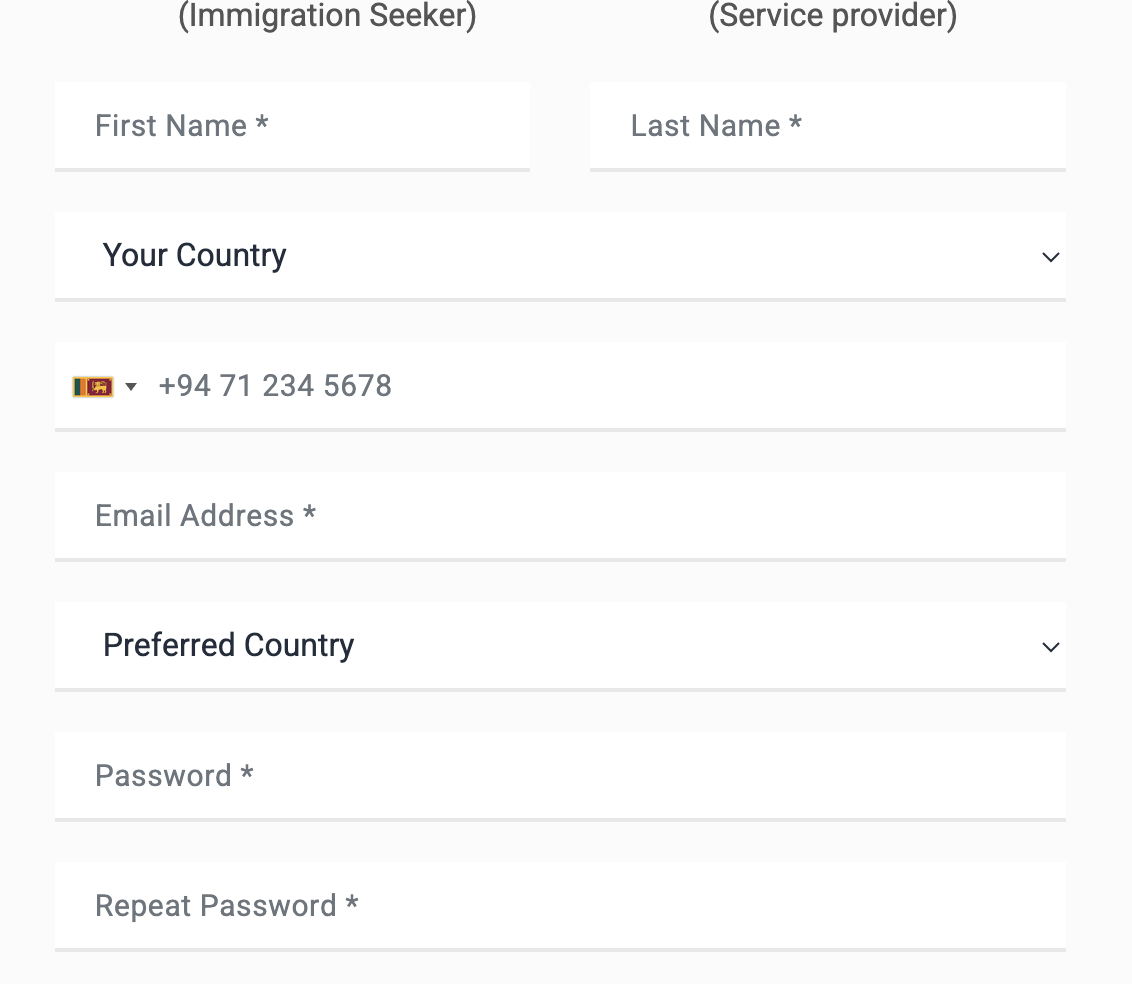 (Immigration Seeker) (Service provider)
First Name * Last Name *
Your Country
+94 71 234 5678
Email Address *
Preferred Country
Password *
Repeat Password *